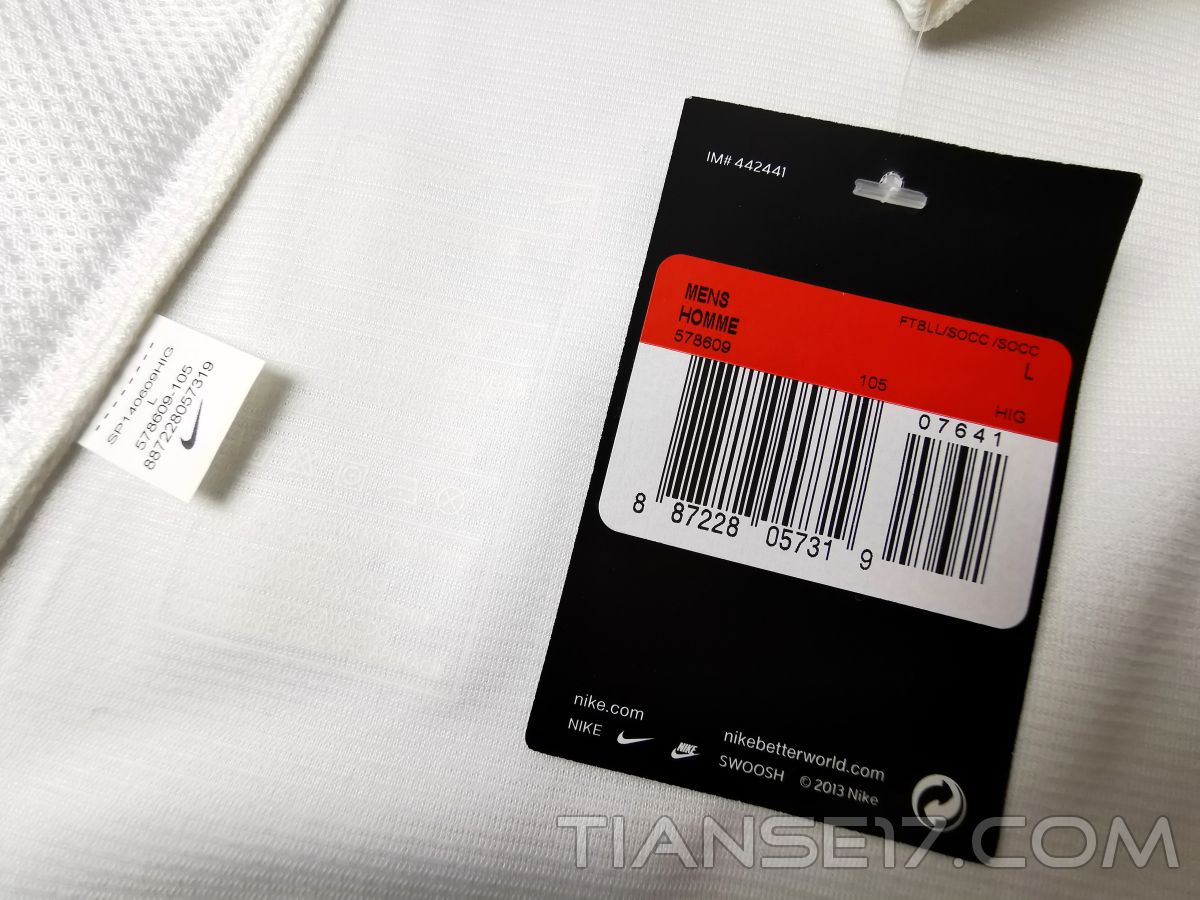 SP140609HIG
L
578609-105
887228057319
IM# 442441
MENS
HOMME
578609
FTBLL/SOCC /SOCC
L
105
HIG
07641
8 87228 05731 9
nike.com
NIKE
NIKE
nikebetterworld.com
SWOOSH © 2013 Nike
TIANSE17.COM